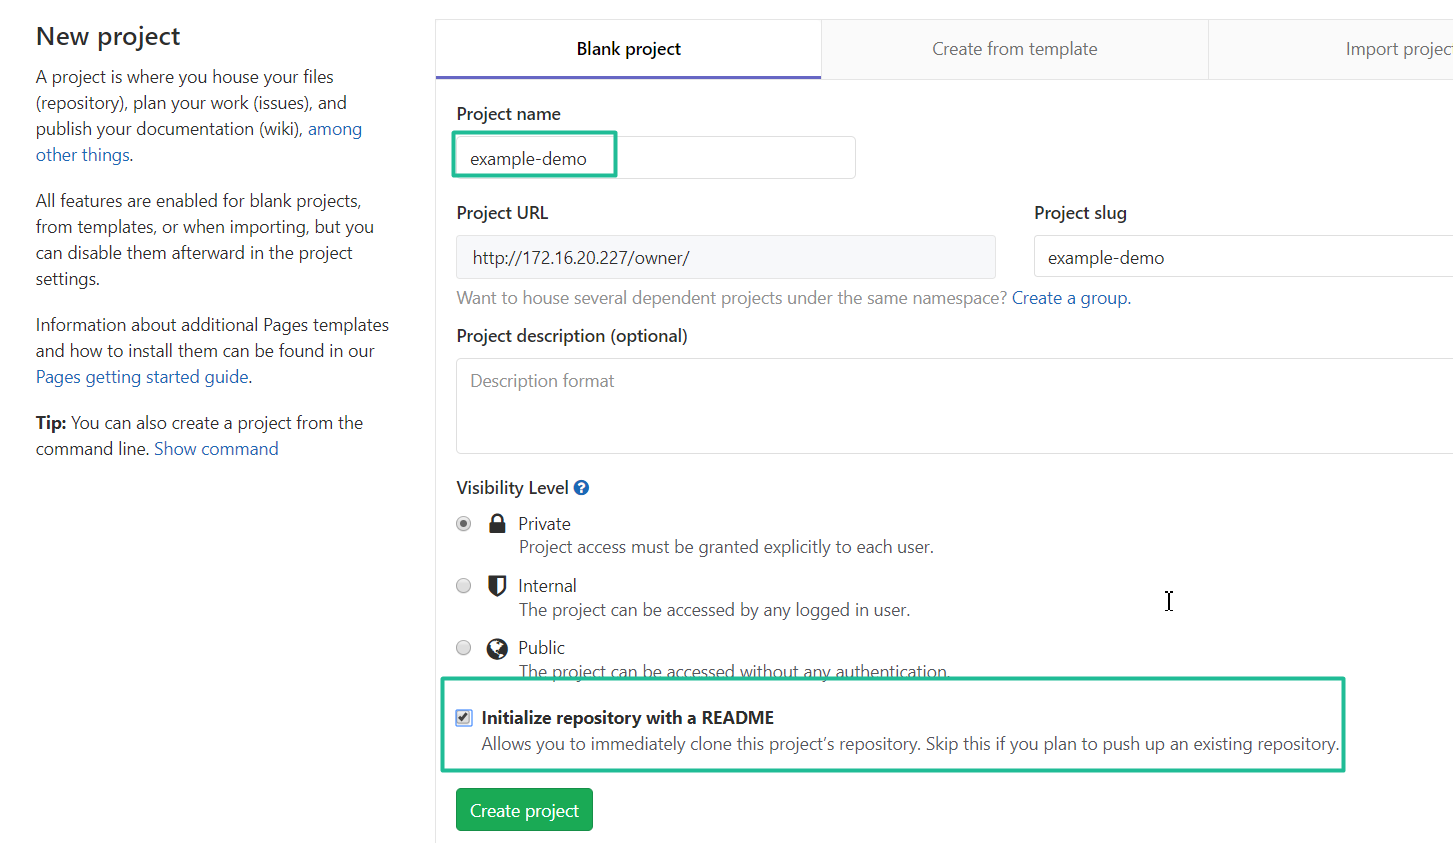 New project
A project is where you house your files
(repository), plan your work (issues), and
publish your documentation (wiki), among
other things.
All features are enabled for blank projects,
from templates, or when importing, but you
can disable them afterward in the project
settings.
Information about additional Pages templates
and how to install them can be found in our
Pages getting started guide.
Tip: You can also create a project from the
command line. Show command
Blank project
Create from template
Import projec
Project name
example-demo
Project URL
Project slug
http://172.16.20.227/owner/
example-demo
Want to house several dependent projects under the same namespace? Create a group.
Project description (optional)
Description format
Visibility Level
Private
Project access must be granted explicitly to each user.
Internal
The project can be accessed by any logged in user.
Public
The project can be accessed without any authentication.
Initialize repository with a README
Allows you to immediately clone this project's repository. Skip this if you plan to push up an existing repository.
Create project